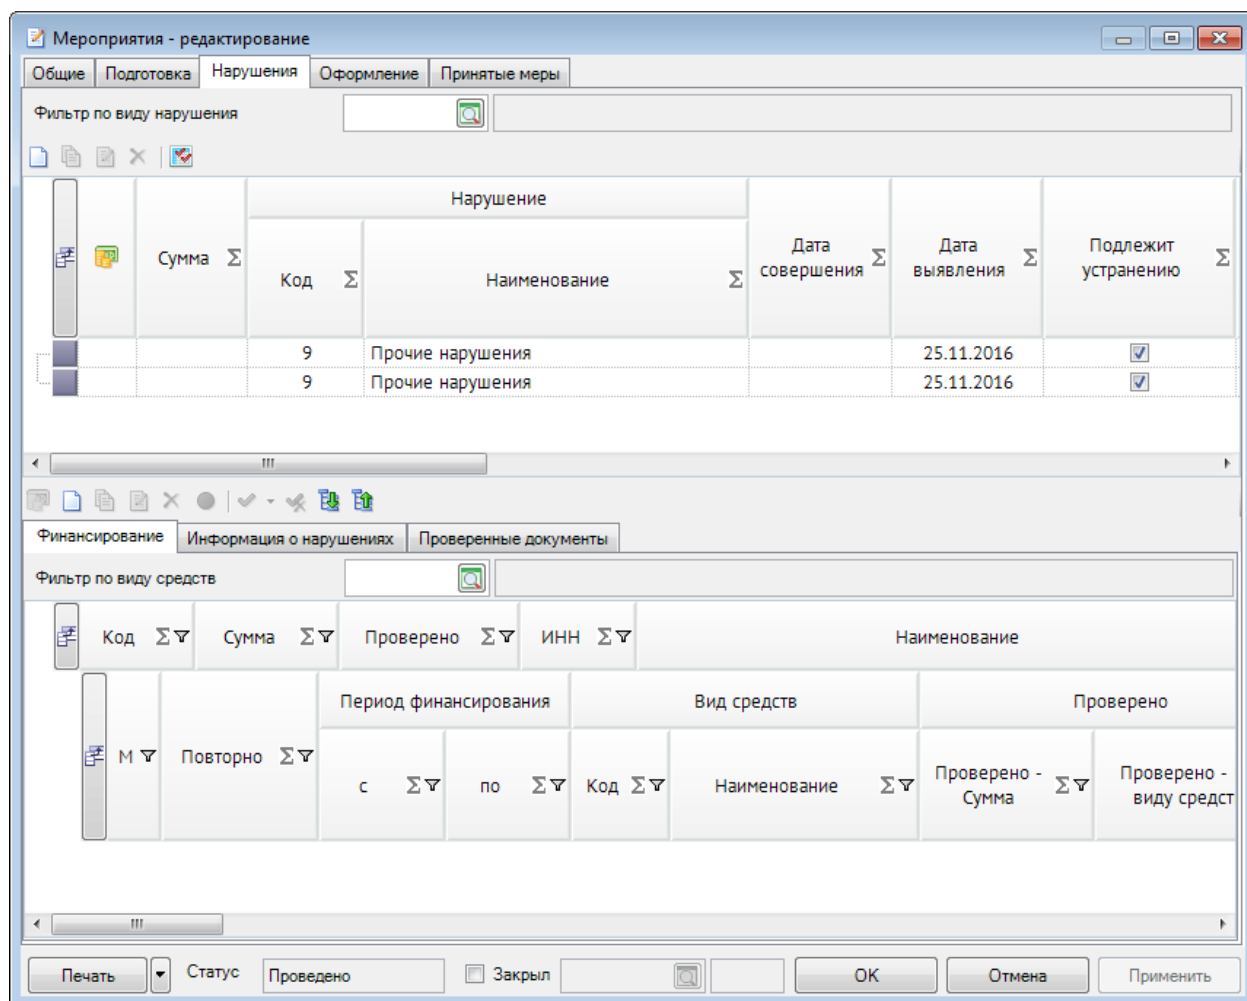 Мероприятия - редактирование
Общие Подготовка Нарушения Оформление Принятые меры
Фильтр по виду нарушения
Нарушение
Сумма Σ Код Σ Наименование Σ Дата совершения Σ Дата выявления Σ Подлежит устранению Σ
9 Прочие нарушения 25.11.2016
9 Прочие нарушения 25.11.2016
Финансирование Информация о нарушениях Проверенные документы
Фильтр по виду средств
Код Σ Сумма Σ Проверено Σ ИНН Σ Наименование
Период финансирования Вид средств Проверено
М Повторно Σ с Σ по Σ Код Σ Наименование Σ Проверено - Сумма Σ Проверено - виду средст
Печать Статус Проведено Закрыл OK Отмена Применить